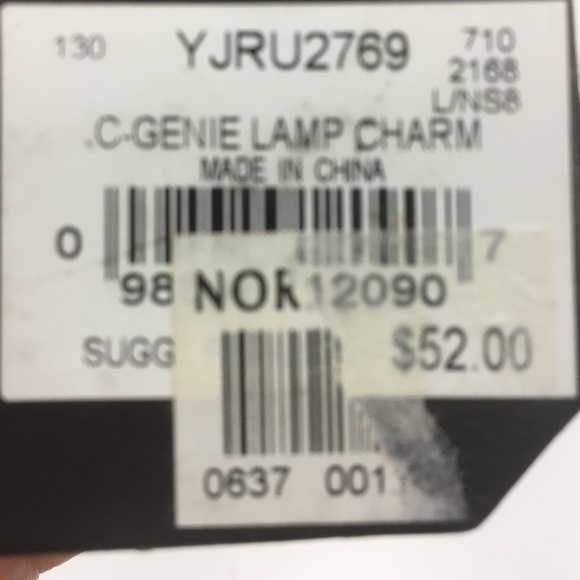 130 YJRU2769 710
2168
L/NS8
.C-GENIE LAMP CHARM
MADE IN CHINA
0 7
98 NOR 12090
SUGG $52.00
0637 001